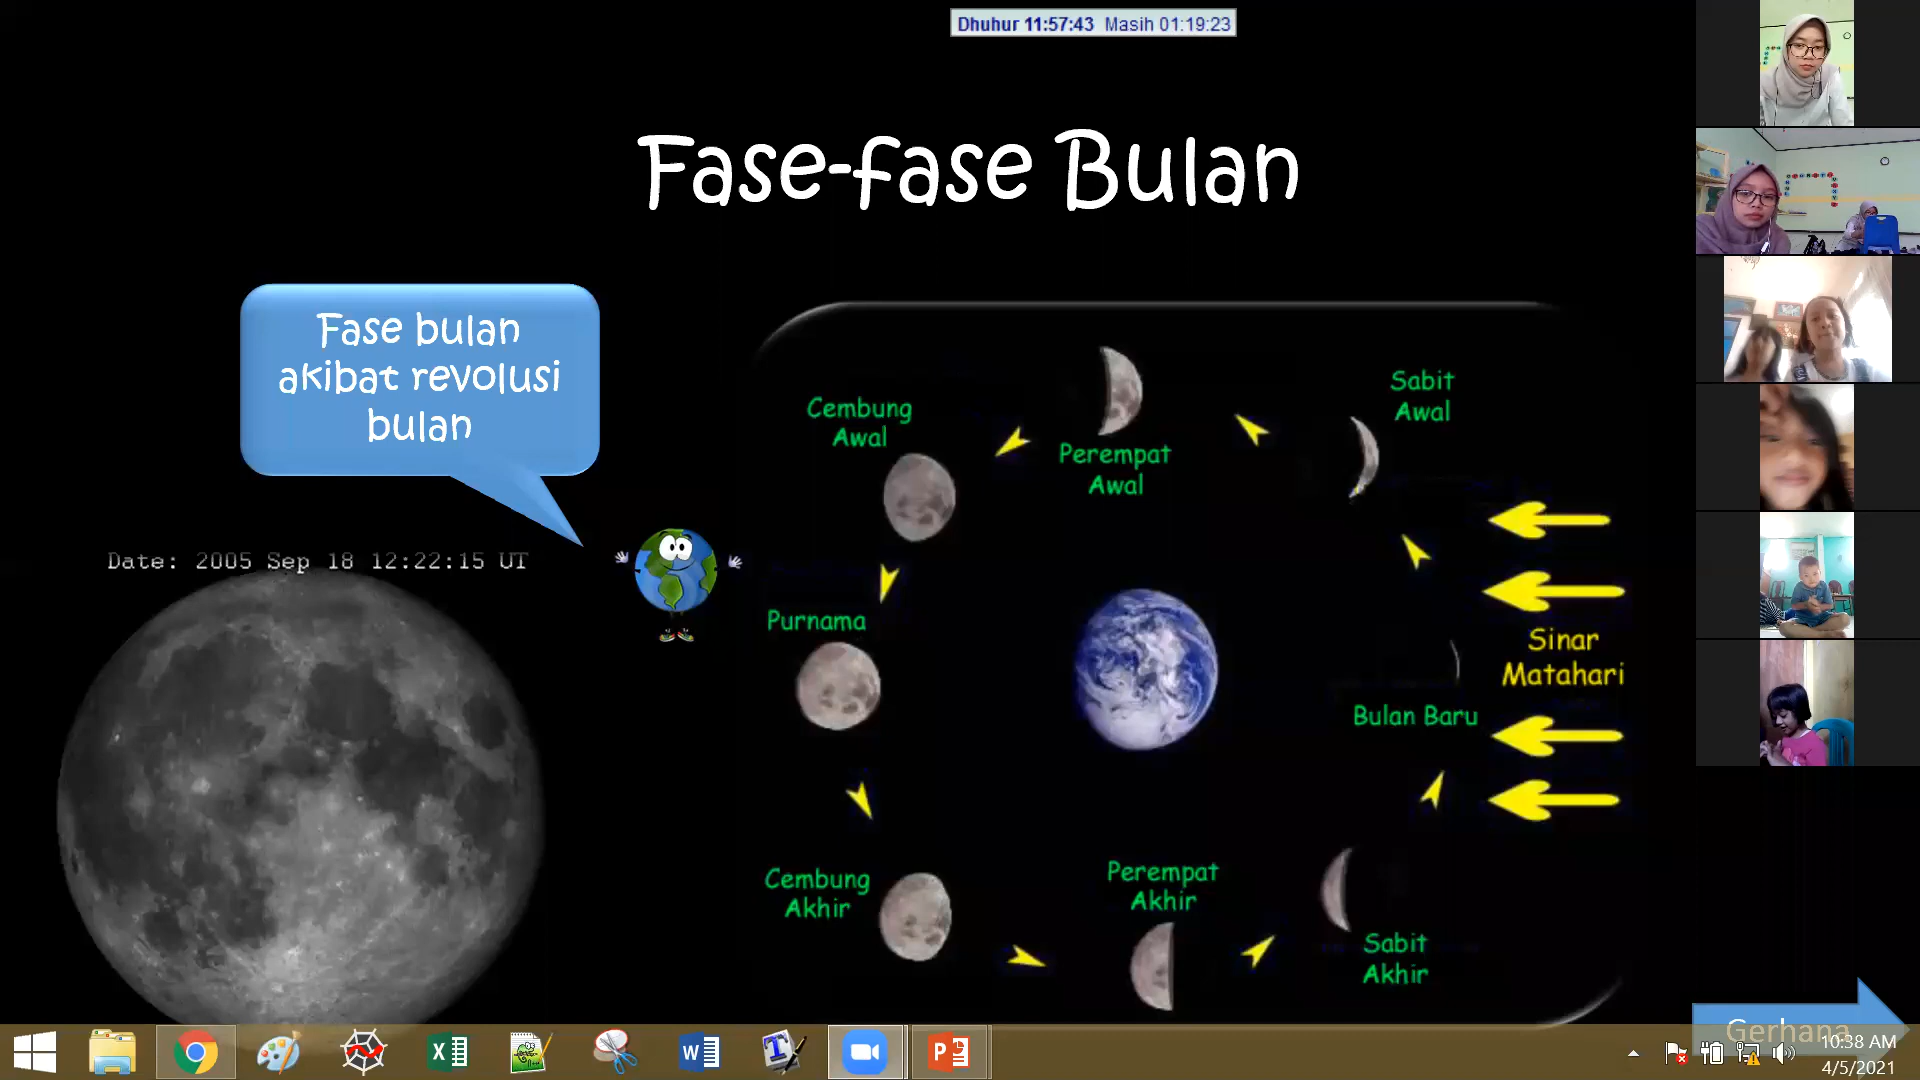 Dhuhur 11:57:43 Masih 01:19:23
Fase-fase Bulan
Fase bulan
akibat revolusi
bulan
Date: 2005 Sep 18 12:22:15 UT
Cembung
Awal
Perempat
Awal
Sabit
Awal
Purnama
Sinar
Matahari
Bulan Baru
Cembung
Akhir
Perempat
Akhir
Sabit
Akhir
Gerhana
10:38 AM
4/5/2021